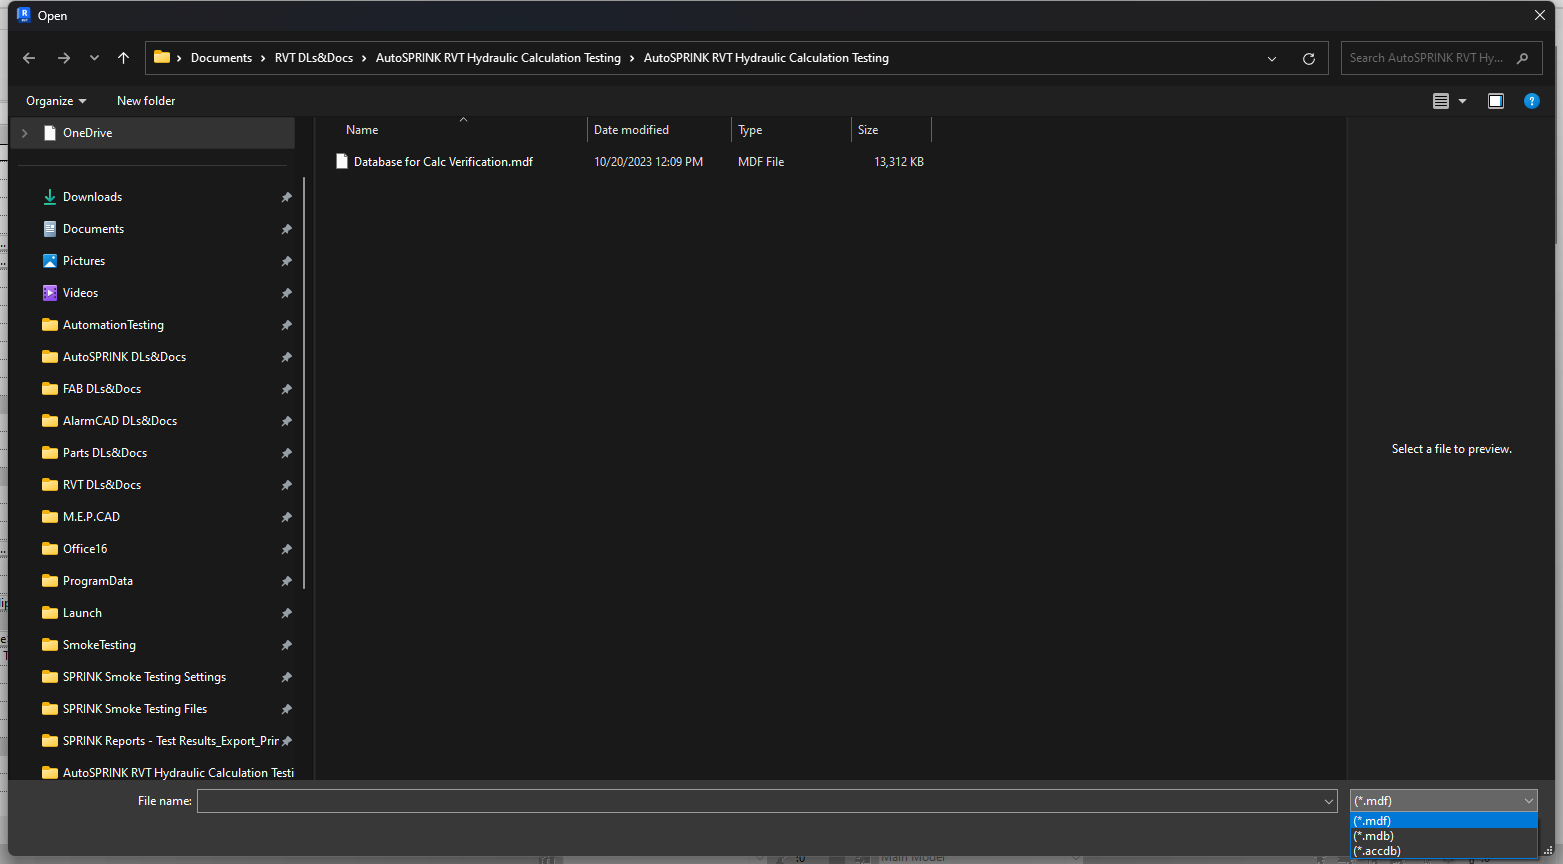 Open
Documents › RVT DLs&Docs › AutoSPRINK RVT Hydraulic Calculation Testing › AutoSPRINK RVT Hydraulic Calculation Testing
Search AutoSPRINK RVT Hy...
Organize
New folder
OneDrive
Downloads
Documents
Pictures
Videos
AutomationTesting
AutoSPRINK DLs&Docs
FAB DLs&Docs
AlarmCAD DLs&Docs
Parts DLs&Docs
RVT DLs&Docs
M.E.P.CAD
Office16
ProgramData
Launch
SmokeTesting
SPRINK Smoke Testing Settings
SPRINK Smoke Testing Files
SPRINK Reports - Test Results_Export_Prin
AutoSPRINK RVT Hydraulic Calculation Testi
Name Date modified Type Size
Database for Calc Verification.mdf 10/20/2023 12:09 PM MDF File 13,312 KB
Select a file to preview.
File name:
(*.mdf)
(*.mdf)
(*.mdb)
(*.accdb)
:0
Main Model